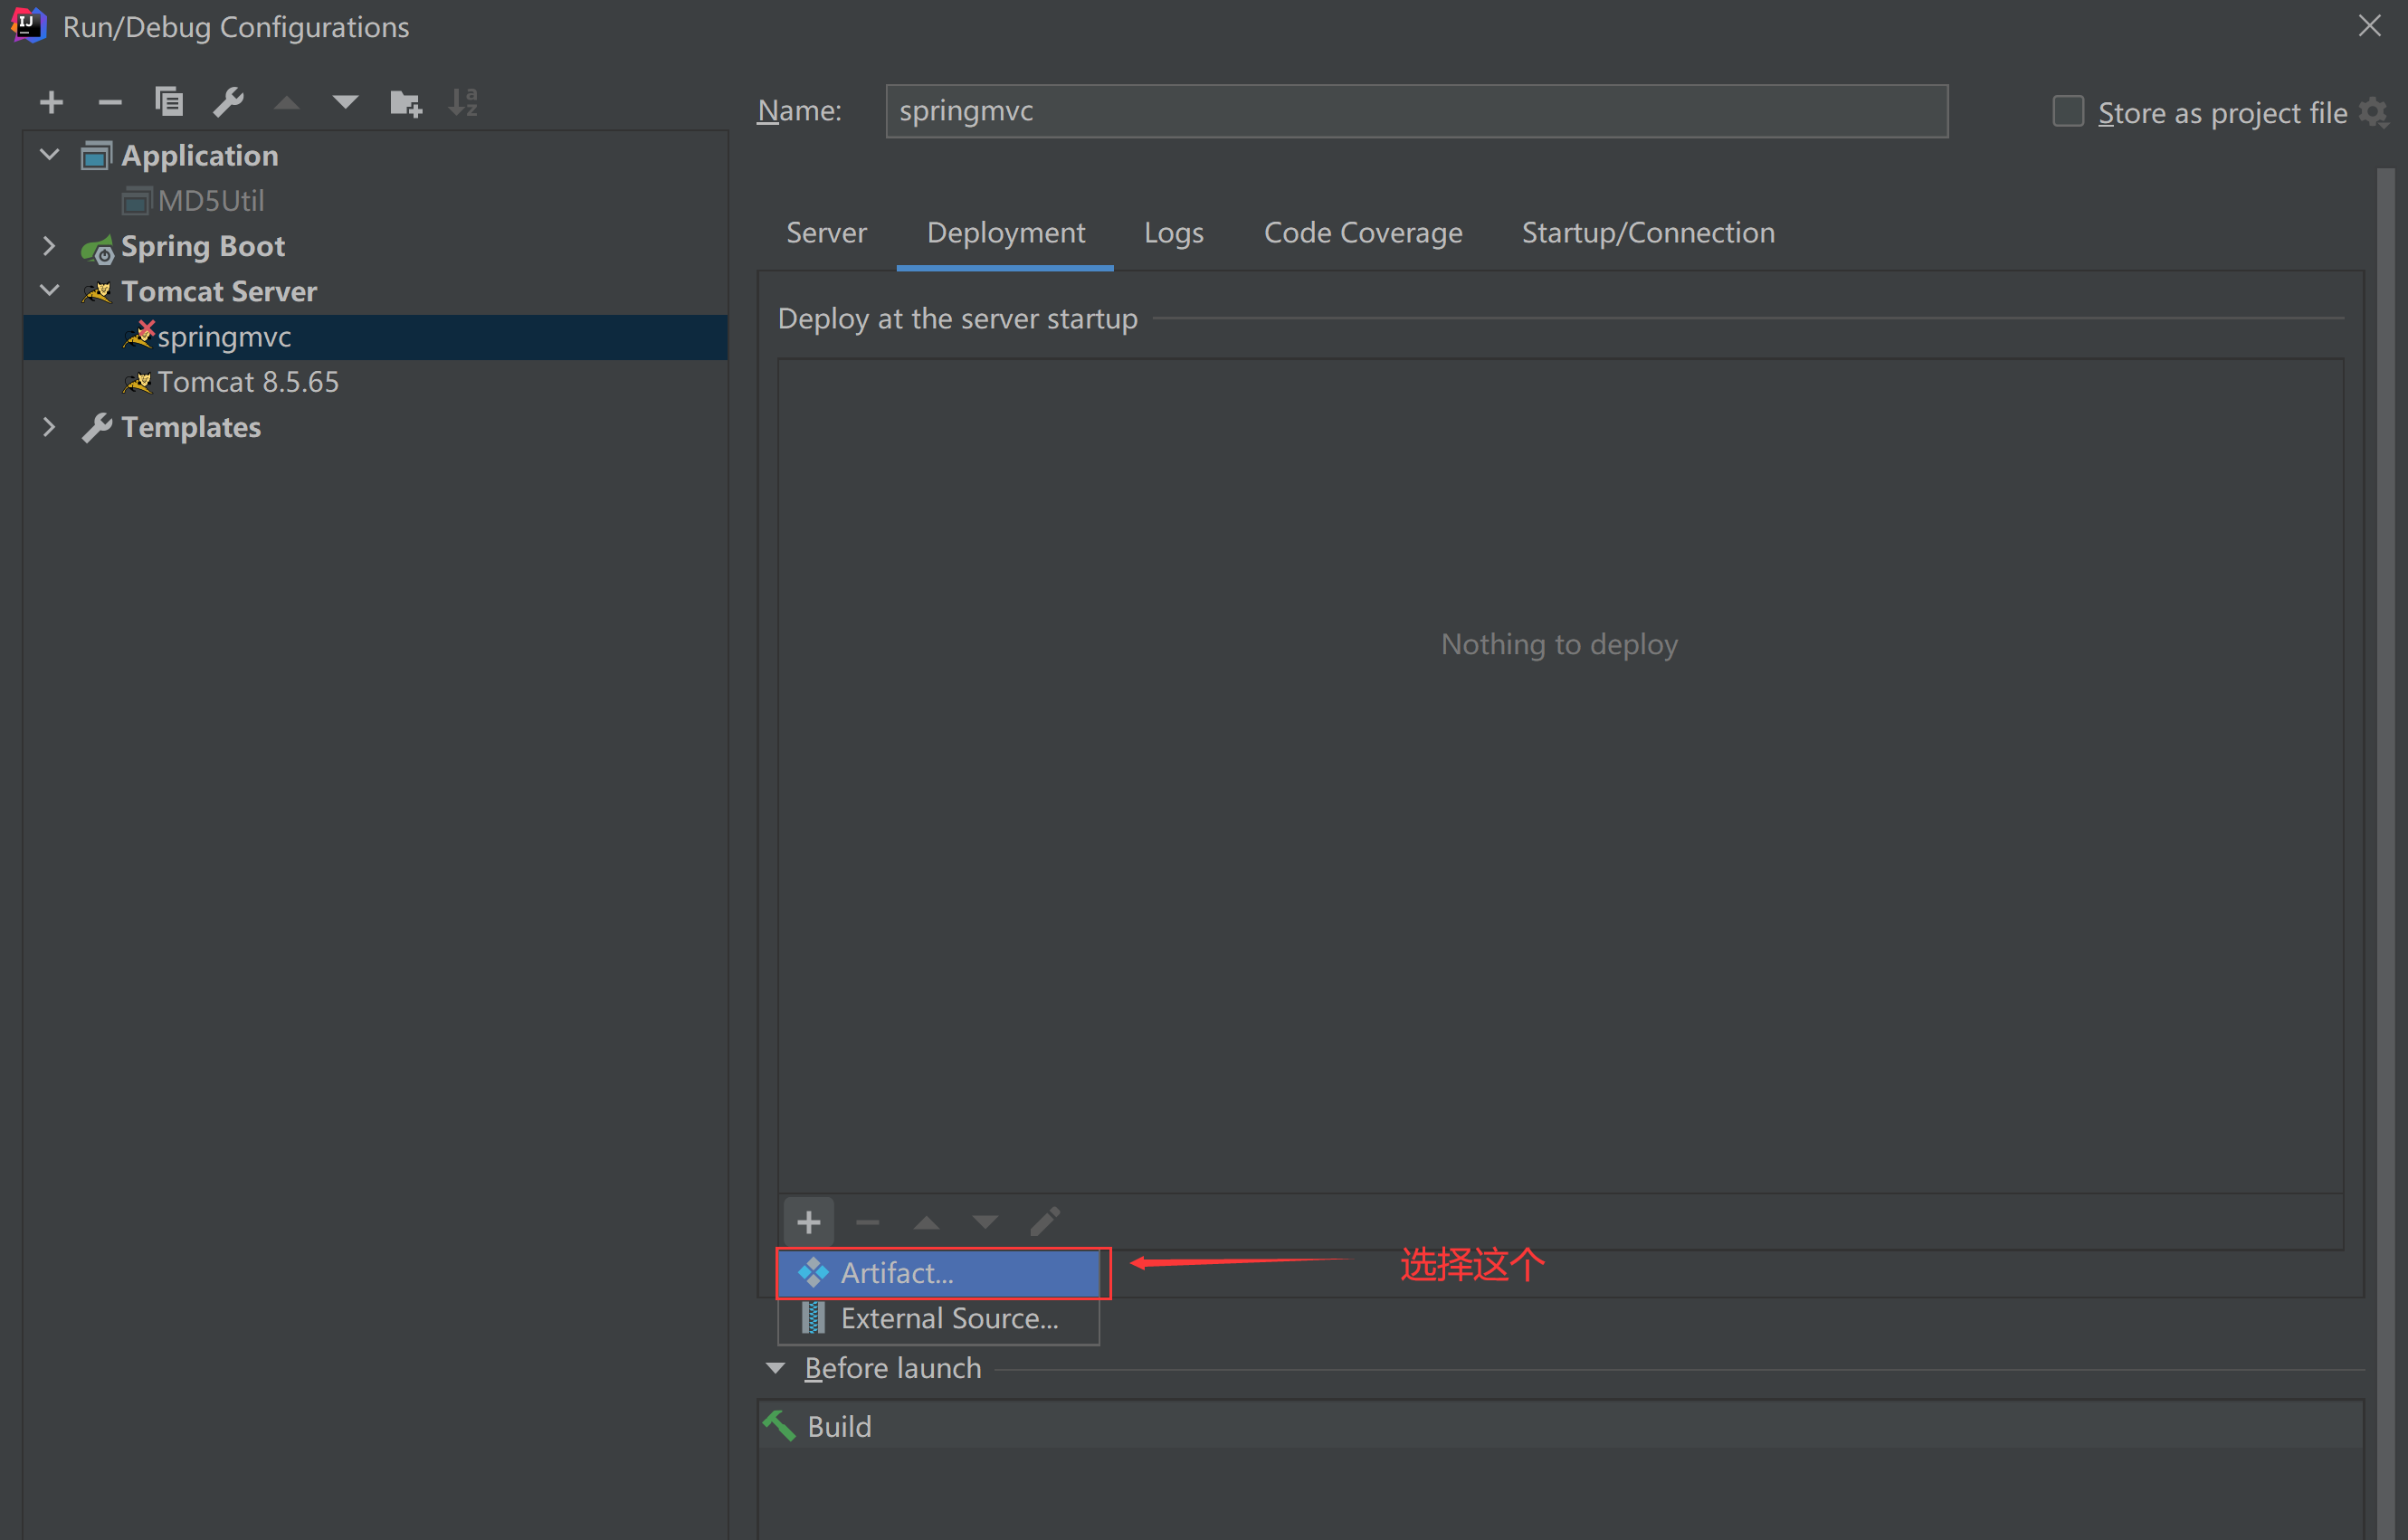 Run/Debug Configurations
Name:
springmvc
Store as project file
Application
MD5Util
Spring Boot
Tomcat Server
springmvc
Tomcat 8.5.65
Templates
Server
Deployment
Logs
Code Coverage
Startup/Connection
Deploy at the server startup
Nothing to deploy
Artifact...
选择这个
External Source...
Before launch
Build